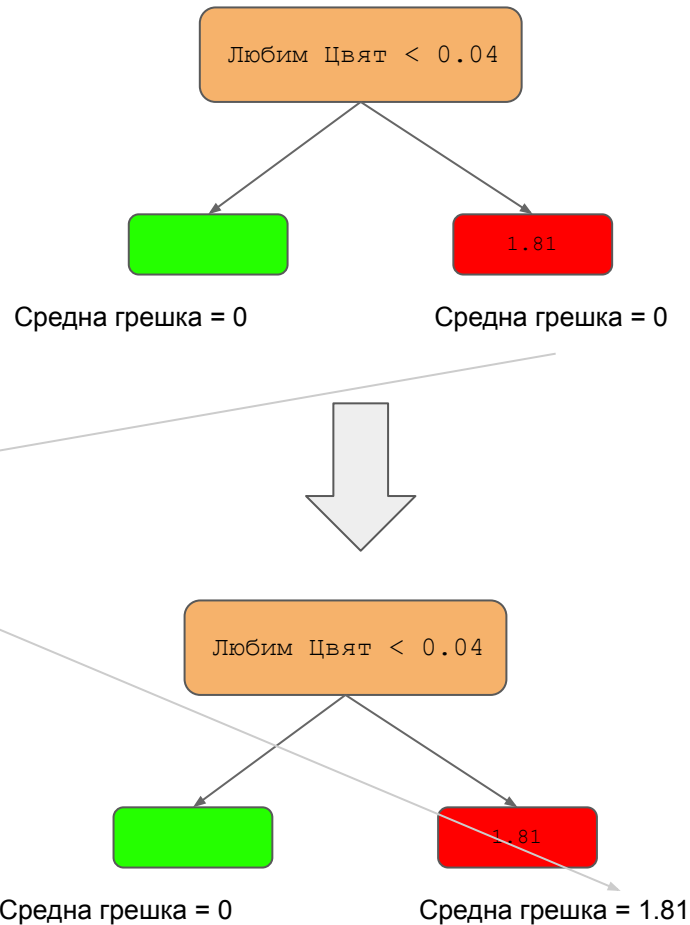 Любим Цвят < 0.04
1.81
Средна грешка = 0
Средна грешка = 0
Любим Цвят < 0.04
1.81
Средна грешка = 0
Средна грешка = 1.81